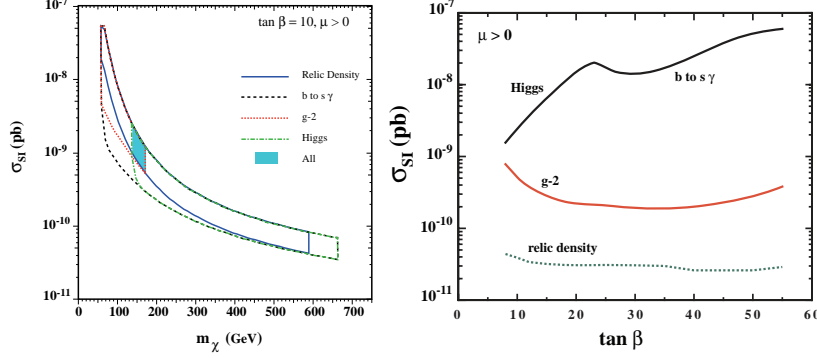 tan β = 10, μ > 0
10⁻⁷
10⁻⁸
10⁻⁹
10⁻¹⁰
10⁻¹¹
σ_SI (pb)
Relic Density
b to s γ
g-2
Higgs
All
0 100 200 300 400 500 600 700
m_χ (GeV)
μ > 0
10⁻⁷
10⁻⁸
10⁻⁹
10⁻¹⁰
10⁻¹¹
σ_SI (pb)
Higgs
b to s γ
g-2
relic density
0 10 20 30 40 50 60
tan β